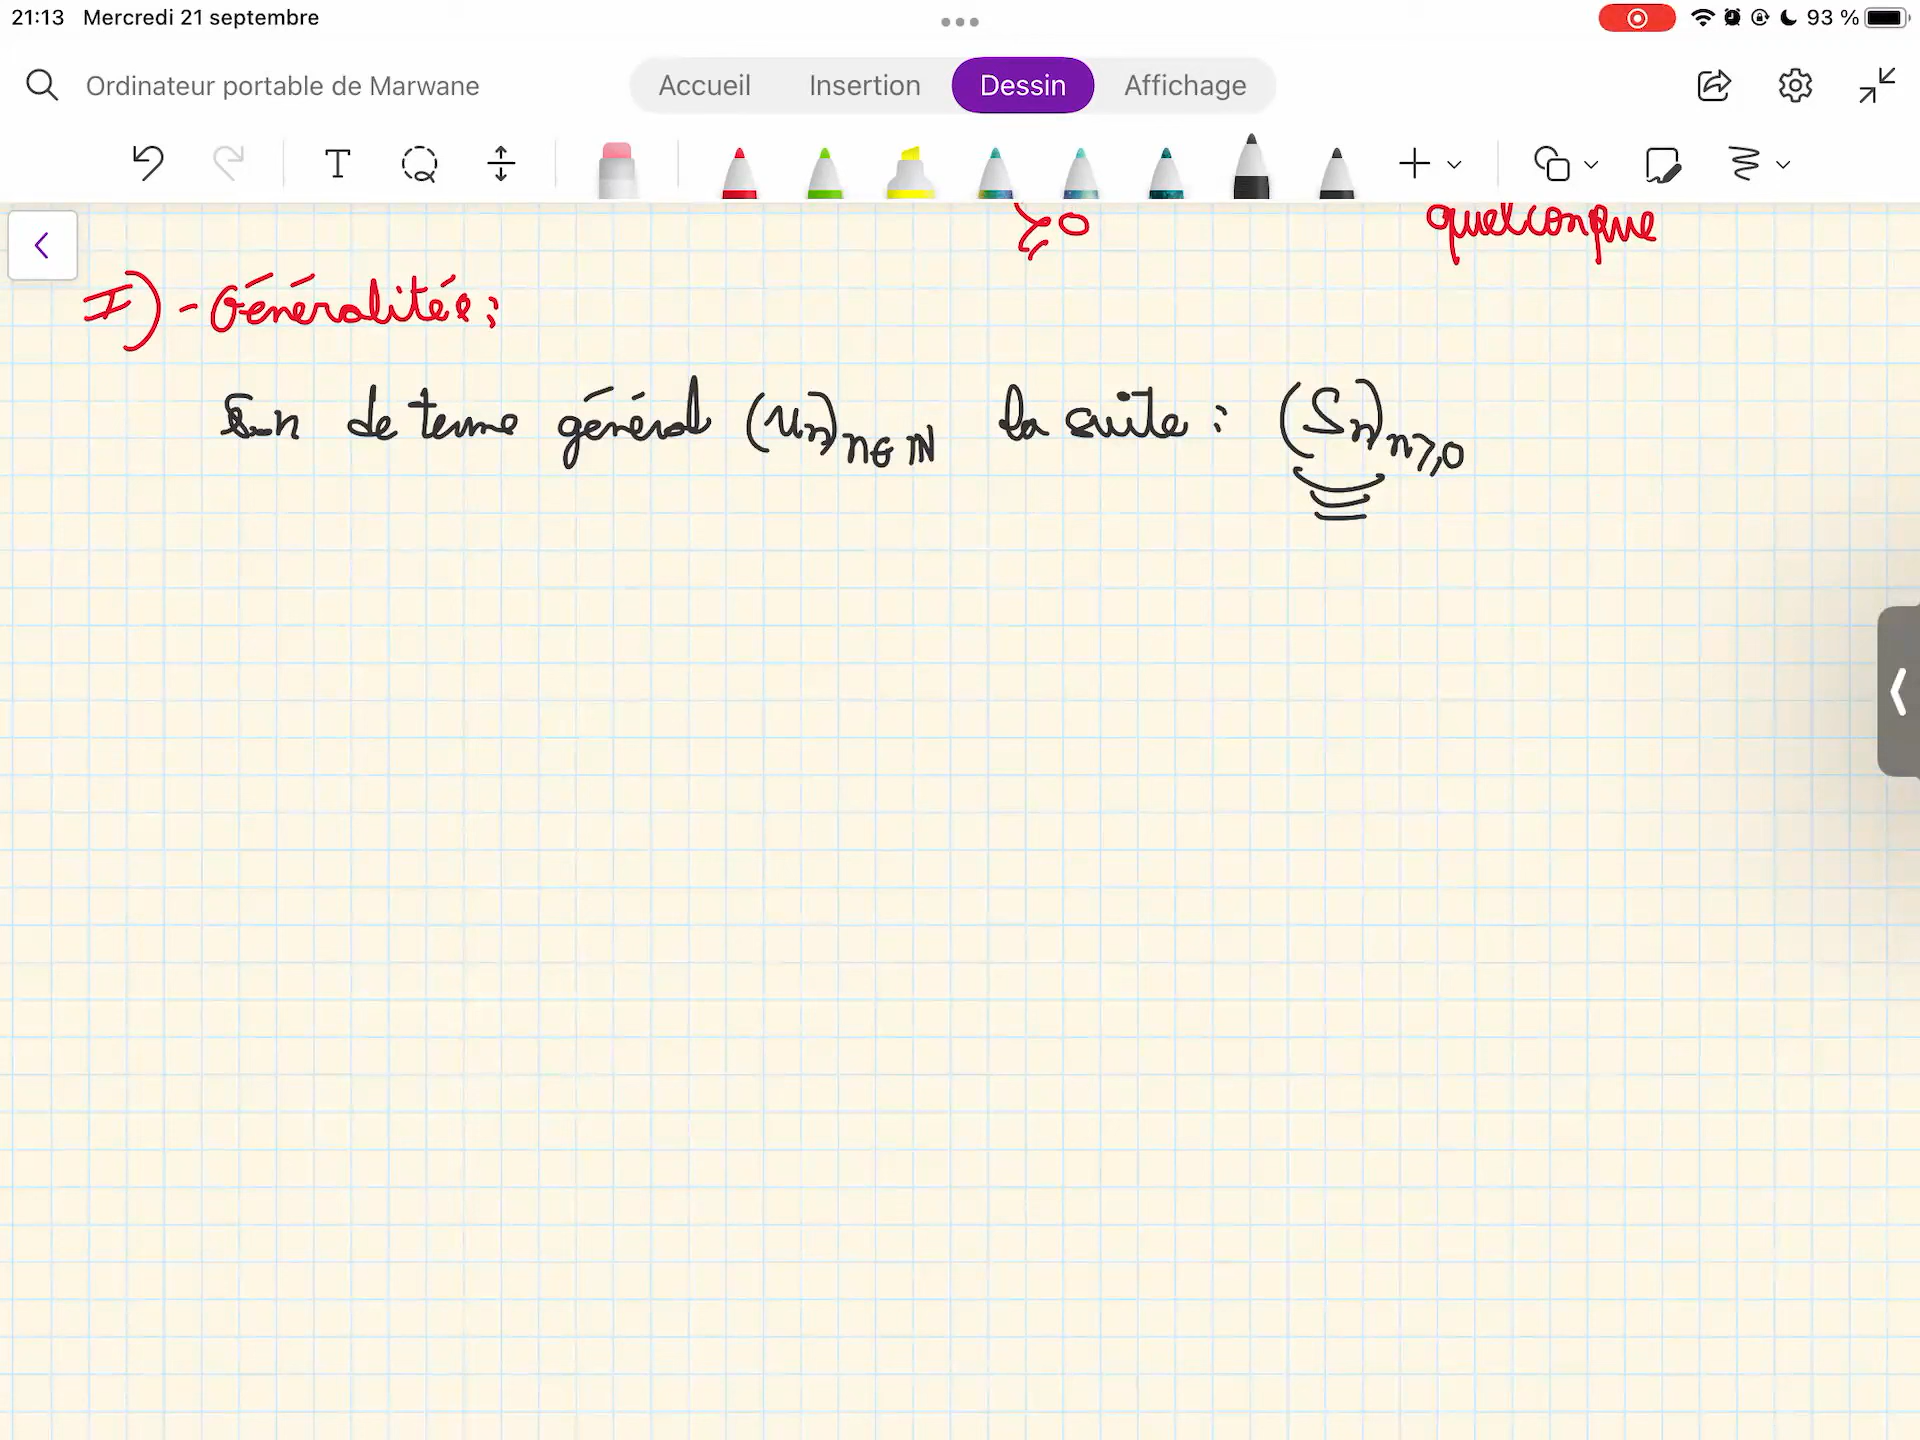 21:13 Mercredi 21 septembre 93 %
Ordinateur portable de Marwane Accueil Insertion Dessin Affichage
T
≥0 quelconque
I) - Généralités :
S-n de terme général (Un)n∈ℕ la suite : (Sn)n≥0